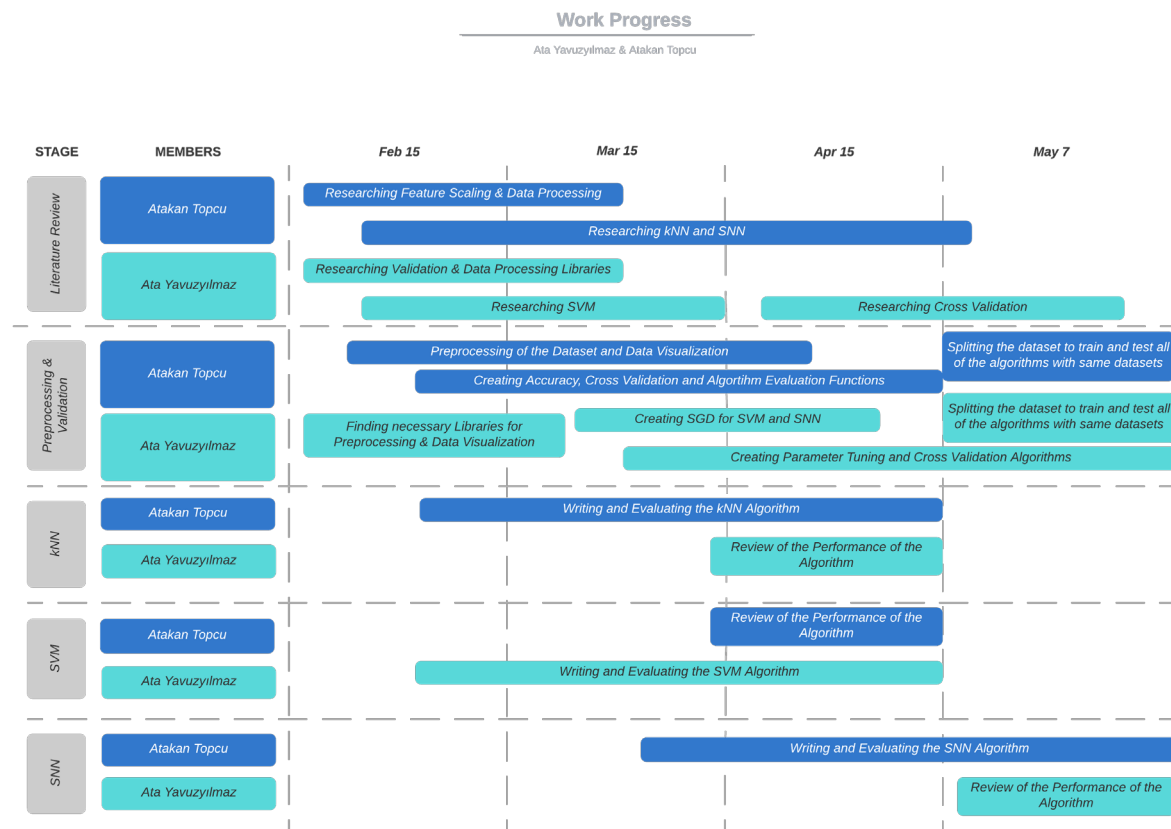 Work Progress
Ata Yavuzyılmaz & Atakan Topcu
STAGE
MEMBERS
Feb 15
Mar 15
Apr 15
May 7
Literature Review
Atakan Topcu
Researching Feature Scaling & Data Processing
Researching kNN and SNN
Ata Yavuzyılmaz
Researching Validation & Data Processing Libraries
Researching SVM
Researching Cross Validation
Preprocessing &
Validation
Atakan Topcu
Preprocessing of the Dataset and Data Visualization
Splitting the dataset to train and test all
of the algorithms with same datasets
Creating Accuracy, Cross Validation and Algortihm Evaluation Functions
Ata Yavuzyılmaz
Finding necessary Libraries for
Preprocessing & Data Visualization
Creating SGD for SVM and SNN
Splitting the dataset to train and test all
of the algorithms with same datasets
Creating Parameter Tuning and Cross Validation Algorithms
kNN
Atakan Topcu
Writing and Evaluating the kNN Algorithm
Ata Yavuzyılmaz
Review of the Performance of the
Algorithm
SVM
Atakan Topcu
Review of the Performance of the
Algorithm
Ata Yavuzyılmaz
Writing and Evaluating the SVM Algorithm
SNN
Atakan Topcu
Writing and Evaluating the SNN Algorithm
Ata Yavuzyılmaz
Review of the Performance of the
Algorithm